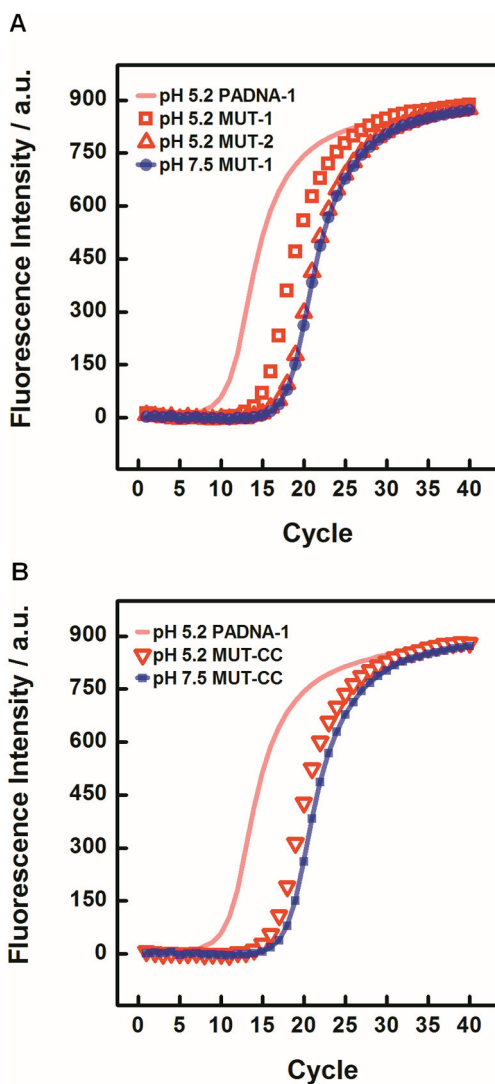 A
Fluorescence Intensity / a.u.
900
750
600
450
300
150
0
pH 5.2 PADNA-1
pH 5.2 MUT-1
pH 5.2 MUT-2
pH 7.5 MUT-1
0 5 10 15 20 25 30 35 40
Cycle
B
Fluorescence Intensity / a.u.
900
750
600
450
300
150
0
pH 5.2 PADNA-1
pH 5.2 MUT-CC
pH 7.5 MUT-CC
0 5 10 15 20 25 30 35 40
Cycle